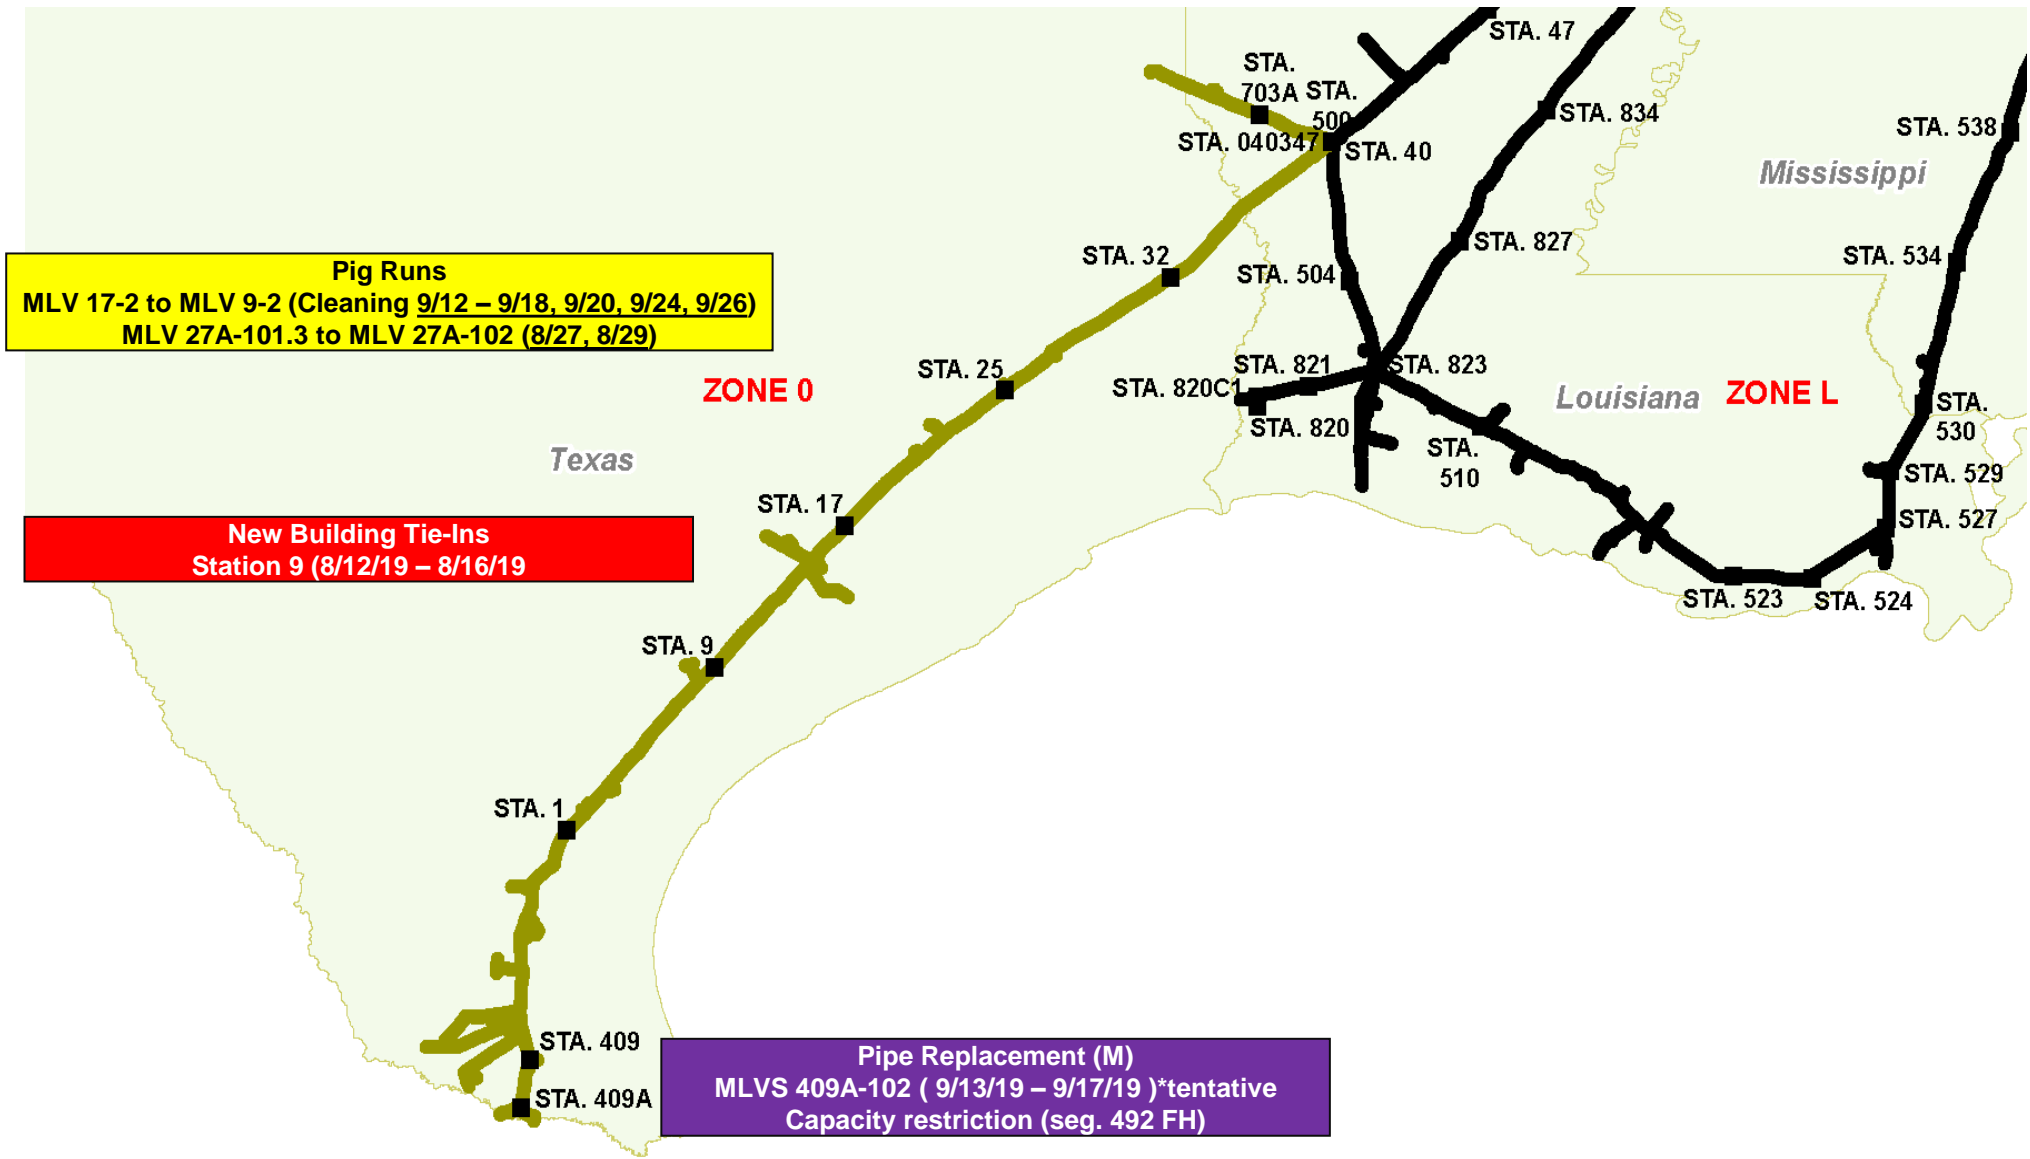 STA. 47
STA.
703A
STA.
500
STA. 834
STA. 040347
STA. 40
STA. 538
Mississippi
STA. 827
STA. 534
STA. 32
STA. 504
Pig Runs
MLV 17-2 to MLV 9-2 (Cleaning 9/12 – 9/18, 9/20, 9/24, 9/26)
MLV 27A-101.3 to MLV 27A-102 (8/27, 8/29)
STA. 25
ZONE 0
STA. 821
STA. 823
STA. 820C1
STA. 820
Louisiana
ZONE L
STA.
530
STA.
510
STA. 529
Texas
STA. 17
STA. 527
New Building Tie-Ins
Station 9 (8/12/19 – 8/16/19
STA. 523
STA. 524
STA. 9
STA. 1
STA. 409
STA. 409A
Pipe Replacement (M)
MLVS 409A-102 ( 9/13/19 – 9/17/19 )*tentative
Capacity restriction (seg. 492 FH)